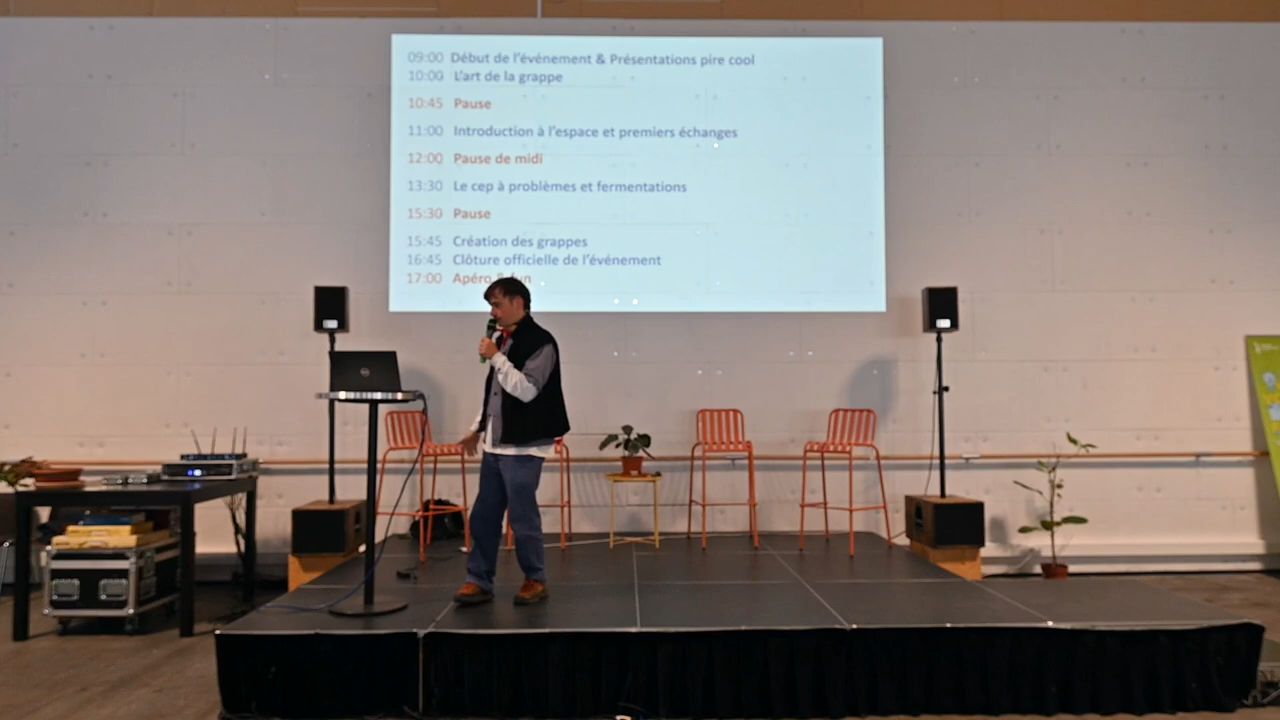 09:00 Début de l'événement & Présentations pire cool
10:00 L'art de la grappe
10:45 Pause
11:00 Introduction à l'espace et premiers échanges
12:00 Pause de midi
13:30 Le cep à problèmes et fermentations
15:30 Pause
15:45 Création des grappes
16:45 Clôture officielle de l'événement
17:00 Apéro & fun
DELL